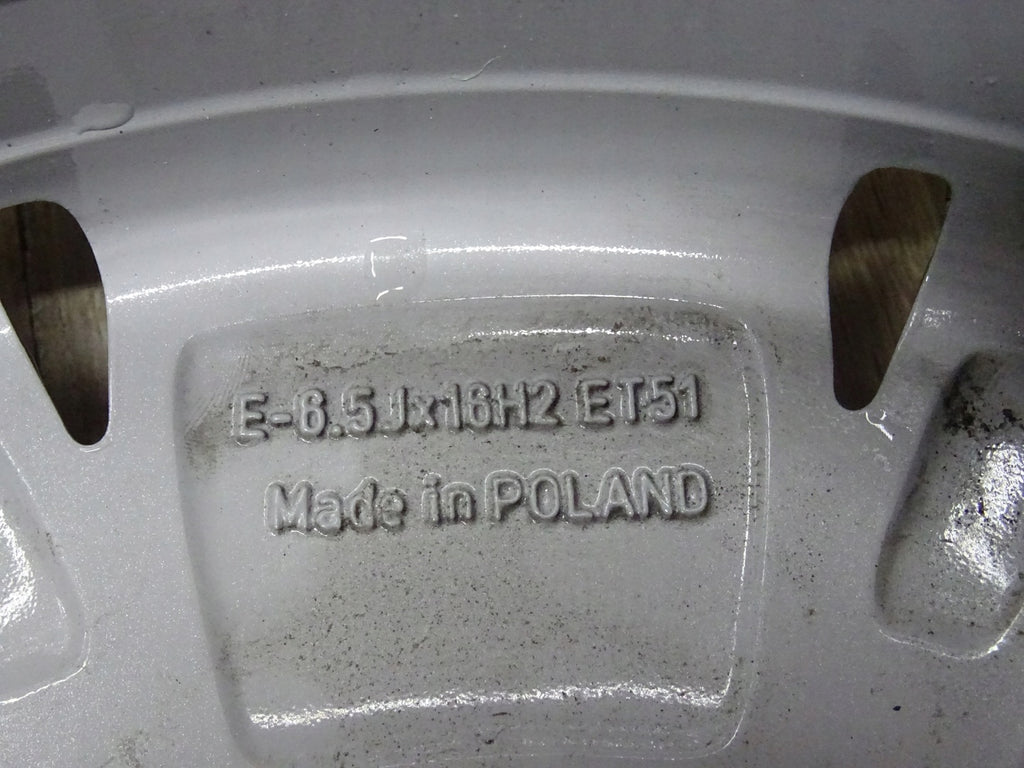 E-6.5Jx16H2 ET51
Made in POLAND